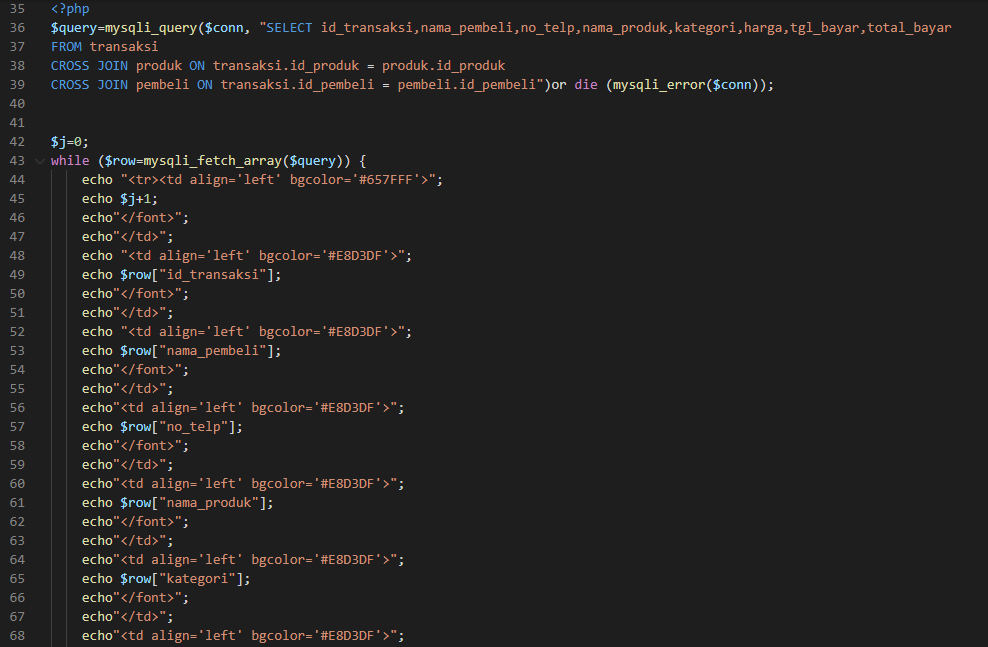 35 <?php
36 $query=mysqli_query($conn, "SELECT id_transaksi,nama_pembeli,no_telp,nama_produk,kategori,harga,tgl_bayar,total_bayar
37 FROM transaksi
38 CROSS JOIN produk ON transaksi.id_produk = produk.id_produk
39 CROSS JOIN pembeli ON transaksi.id_pembeli = pembeli.id_pembeli")or die (mysqli_error($conn));
40
41
42 $j=0;
43 while ($row=mysqli_fetch_array($query)) {
44 echo "<tr><td align='left' bgcolor='#657FFF'>";
45 echo $j+1;
46 echo"</font>";
47 echo"</td>";
48 echo "<td align='left' bgcolor='#E8D3DF'>";
49 echo $row["id_transaksi"];
50 echo"</font>";
51 echo"</td>";
52 echo "<td align='left' bgcolor='#E8D3DF'>";
53 echo $row["nama_pembeli"];
54 echo"</font>";
55 echo"</td>";
56 echo"<td align='left' bgcolor='#E8D3DF'>";
57 echo $row["no_telp"];
58 echo"</font>";
59 echo"</td>";
60 echo"<td align='left' bgcolor='#E8D3DF'>";
61 echo $row["nama_produk"];
62 echo"</font>";
63 echo"</td>";
64 echo"<td align='left' bgcolor='#E8D3DF'>";
65 echo $row["kategori"];
66 echo"</font>";
67 echo"</td>";
68 echo"<td align='left' bgcolor='#E8D3DF'>";